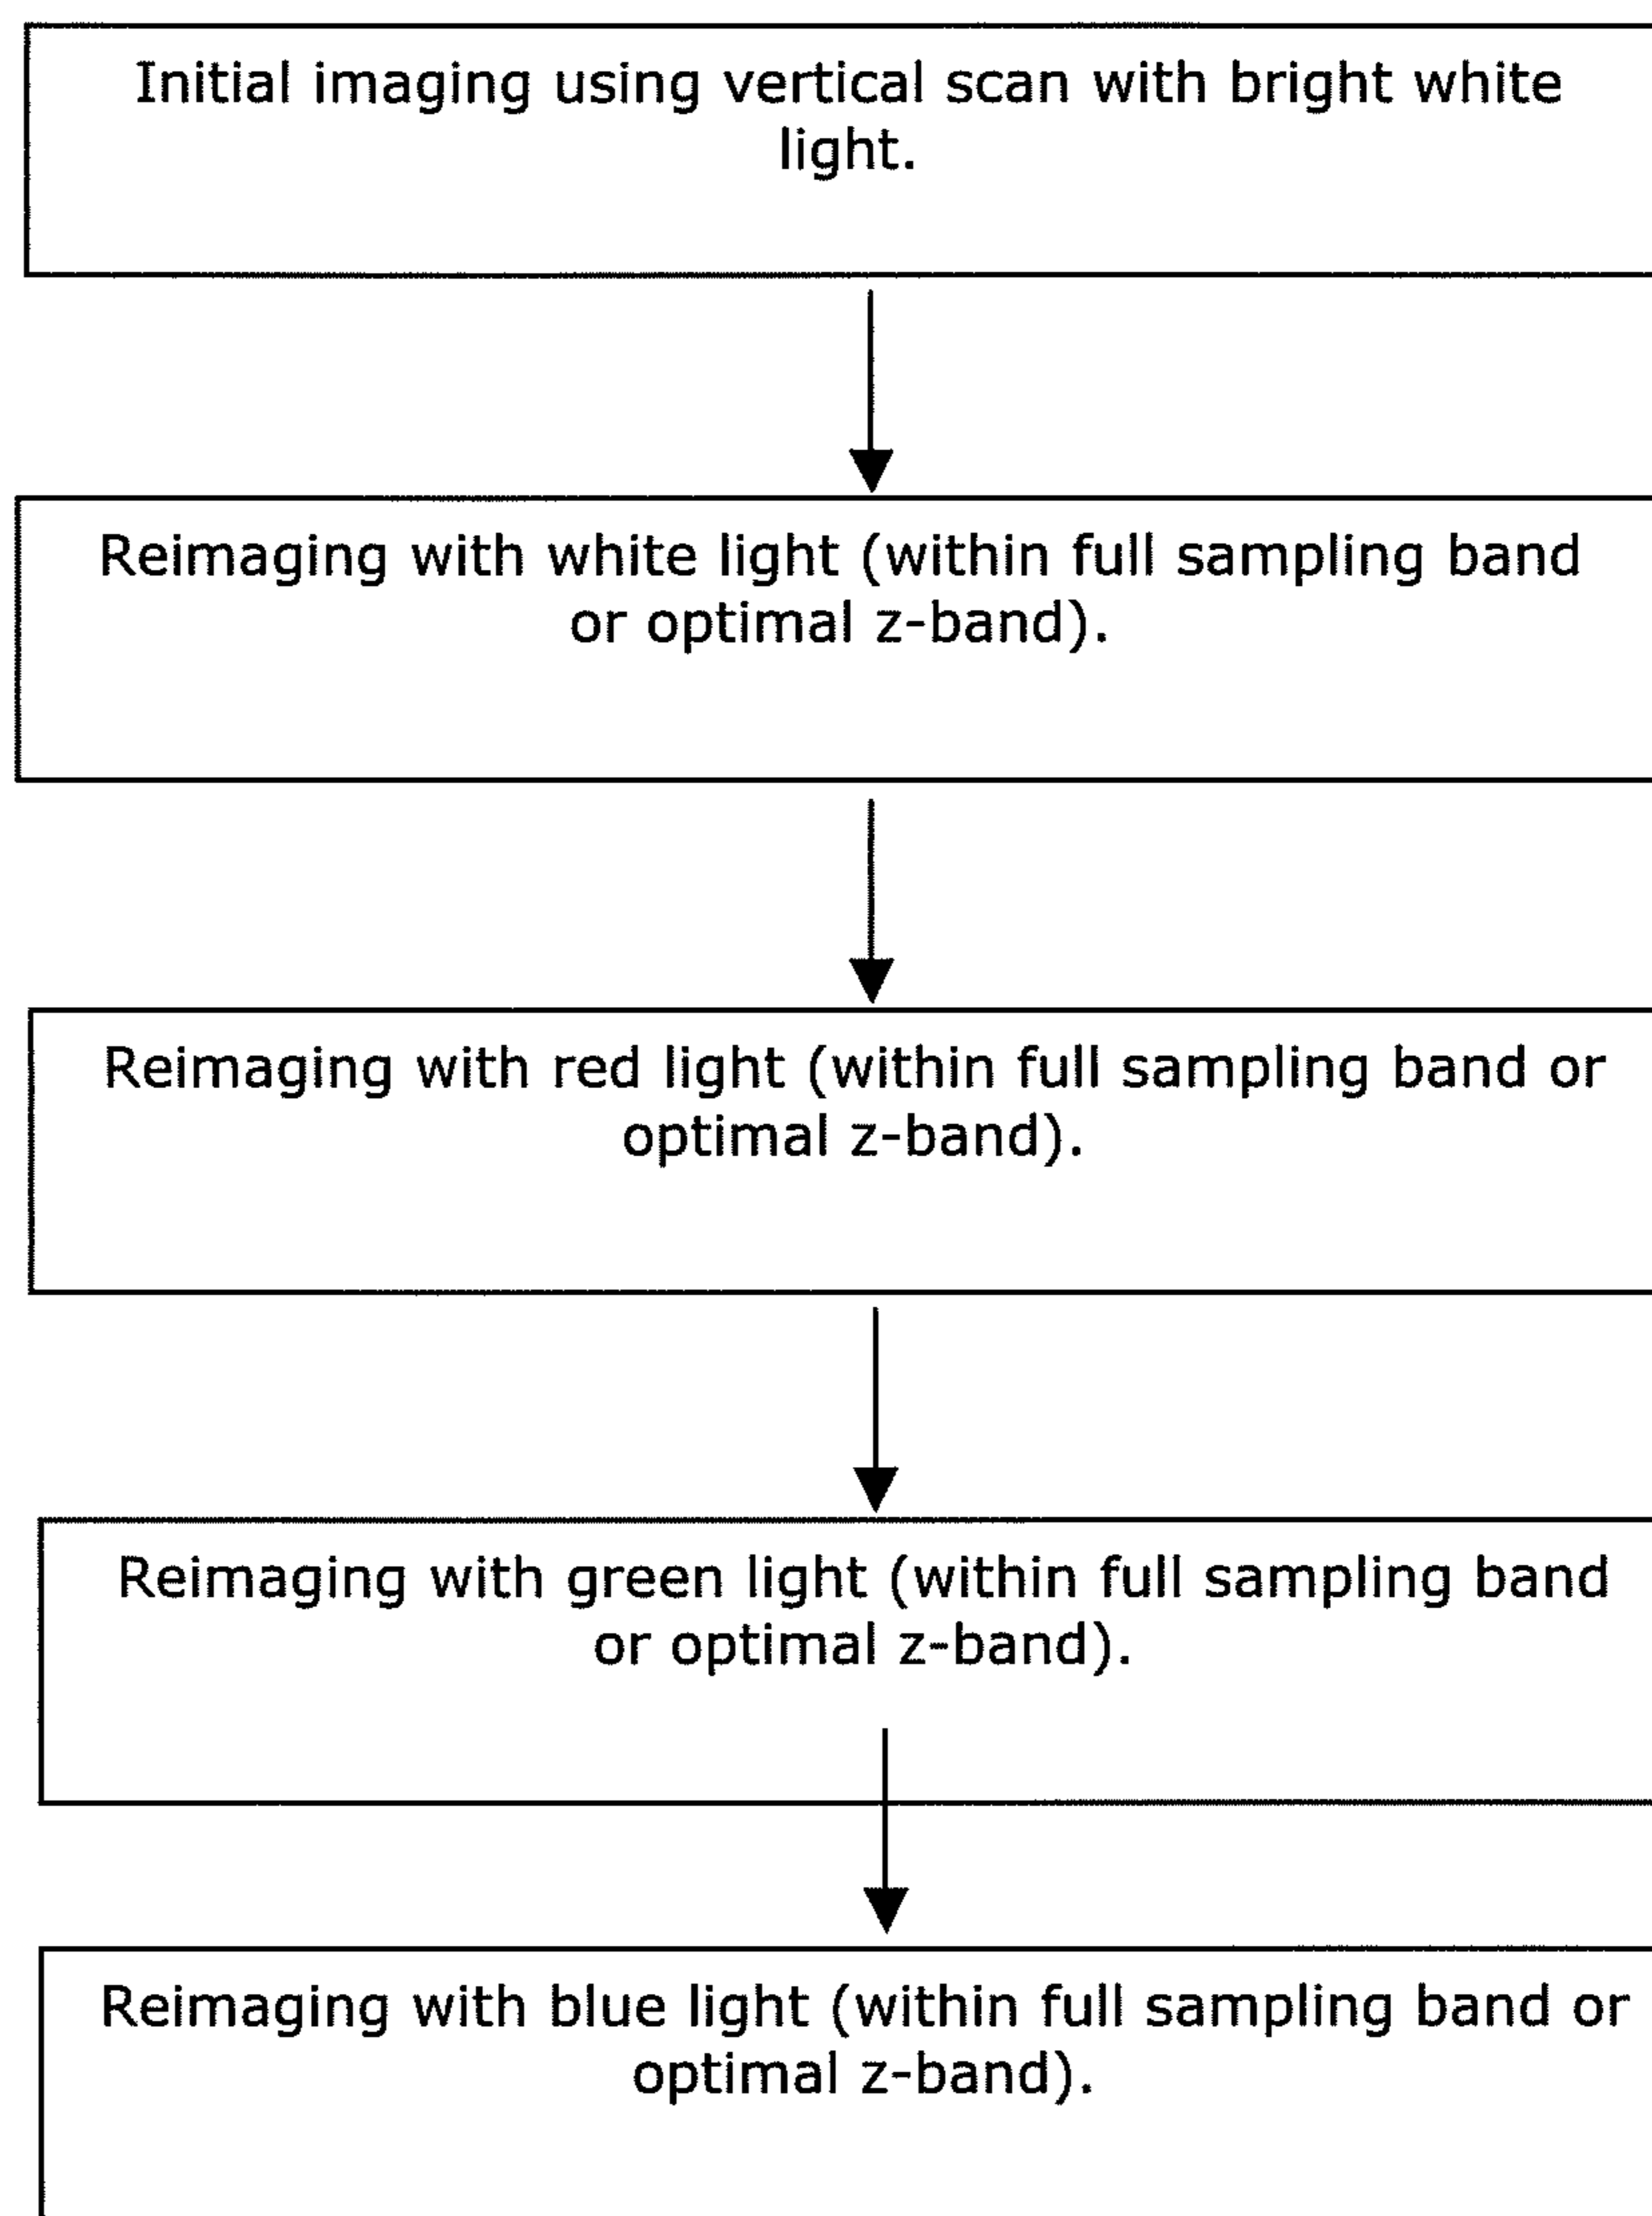 Initial imaging using vertical scan with bright white
light.
Reimaging with white light (within full sampling band
or optimal z-band).
Reimaging with red light (within full sampling band or
optimal z-band).
Reimaging with green light (within full sampling band
or optimal z-band).
Reimaging with blue light (within full sampling band or
optimal z-band).